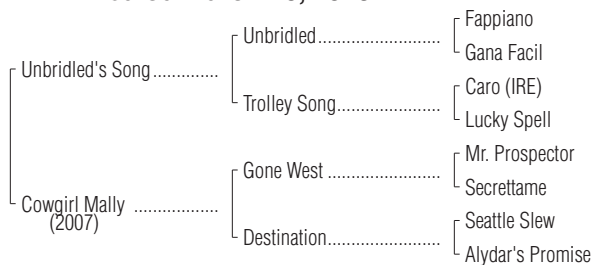 Fappiano
Unbridled........................
Gana Facil
Unbridled's Song..............
Caro (IRE)
Trolley Song.....................
Lucky Spell
Mr. Prospector
Gone West ......................
Secrettame
Cowgirl Mally .................
(2007)
Seattle Slew
Destination.......................
Alydar's Promise